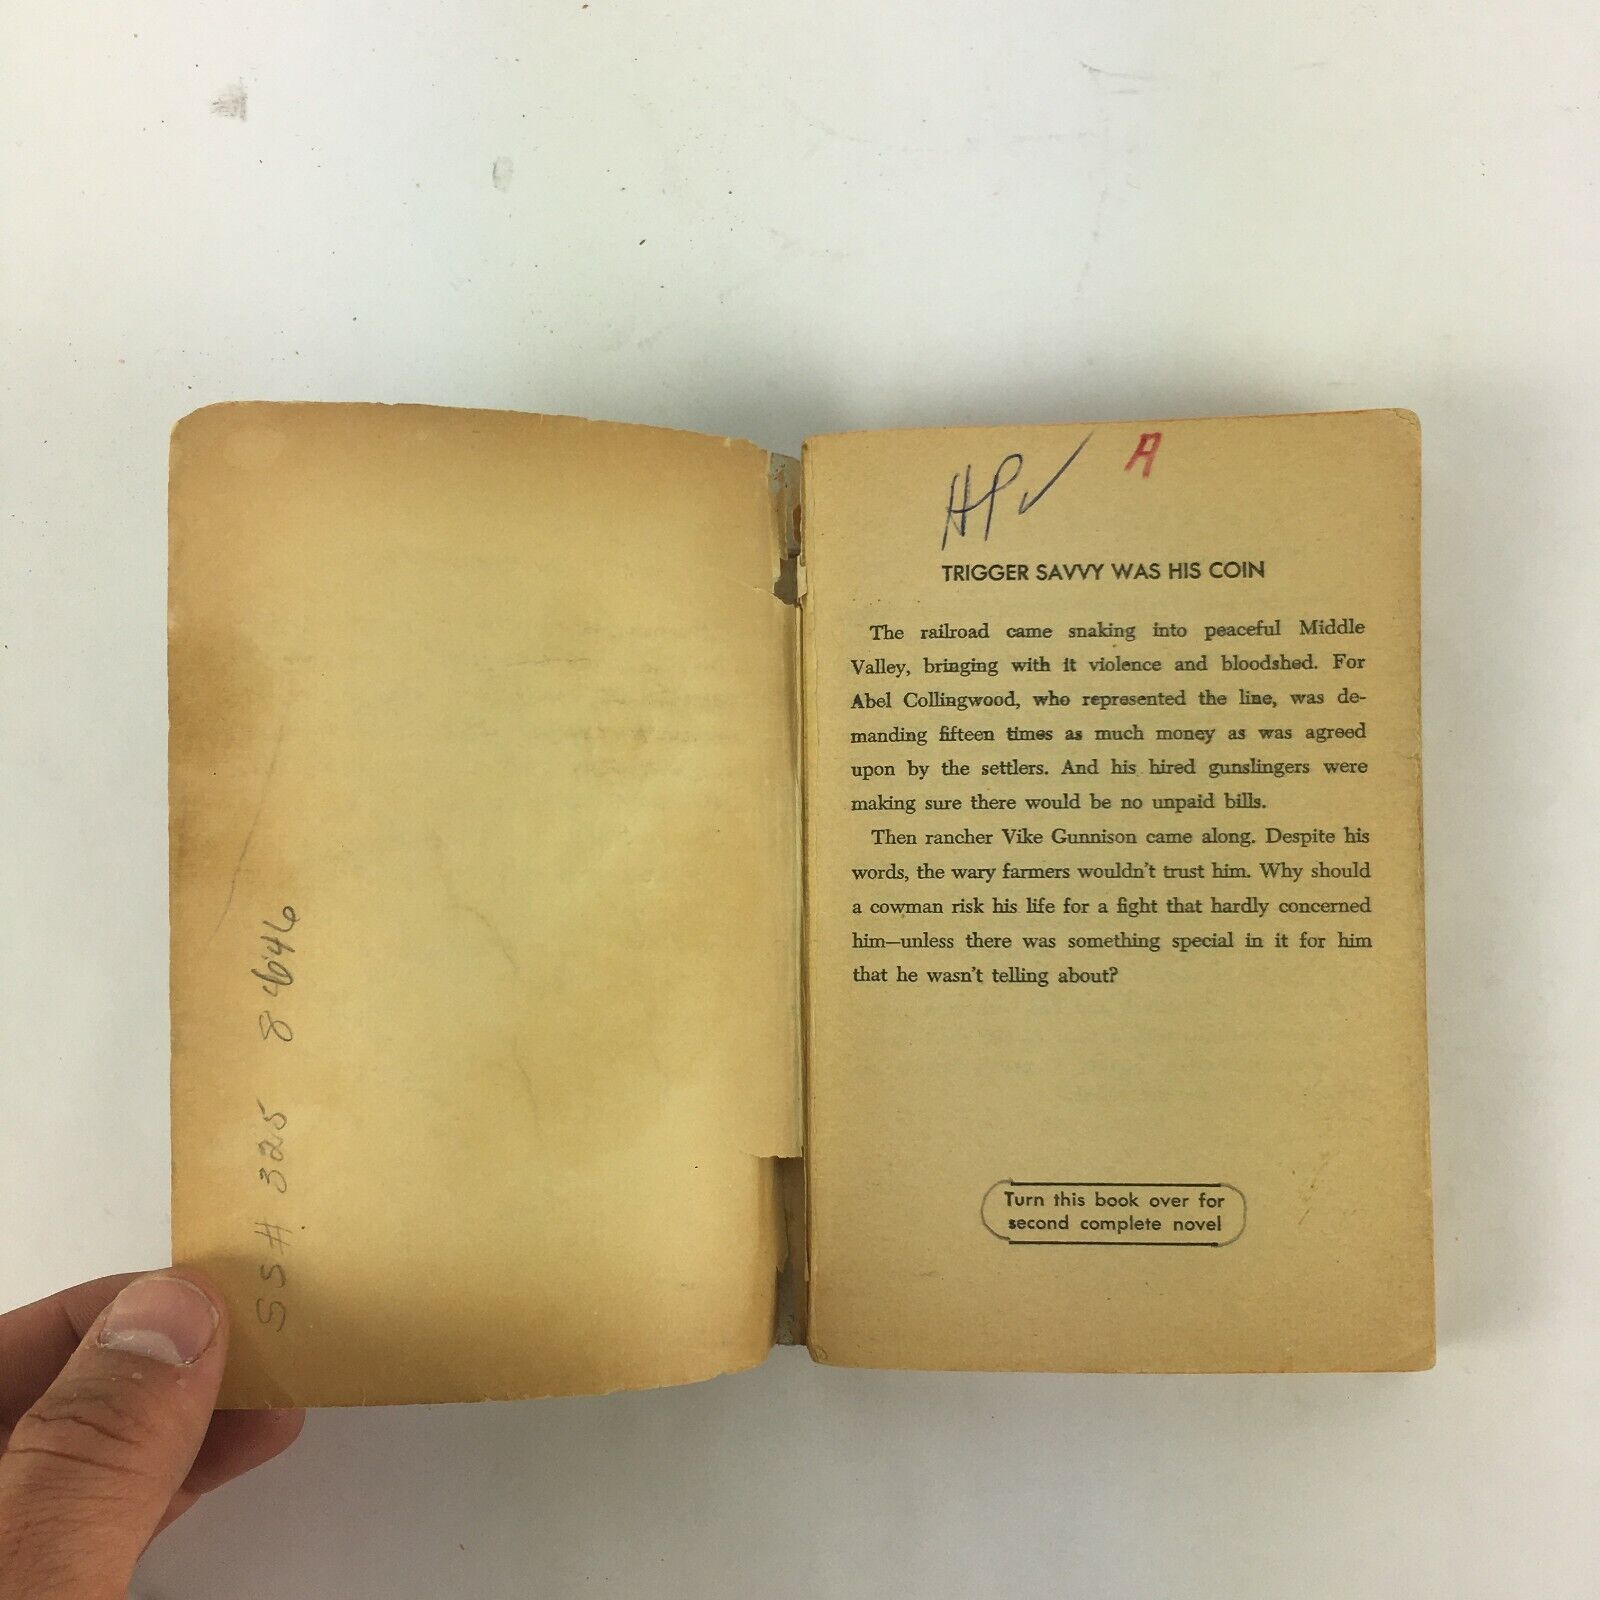 SS# 325 8646
HP✓ A
TRIGGER SAVVY WAS HIS COIN
The railroad came snaking into peaceful Middle
Valley, bringing with it violence and bloodshed. For
Abel Collingwood, who represented the line, was de-
manding fifteen times as much money as was agreed
upon by the settlers. And his hired gunslingers were
making sure there would be no unpaid bills.
Then rancher Vike Gunnison came along. Despite his
words, the wary farmers wouldn't trust him. Why should
a cowman risk his life for a fight that hardly concerned
him—unless there was something special in it for him
that he wasn't telling about?
Turn this book over for
second complete novel